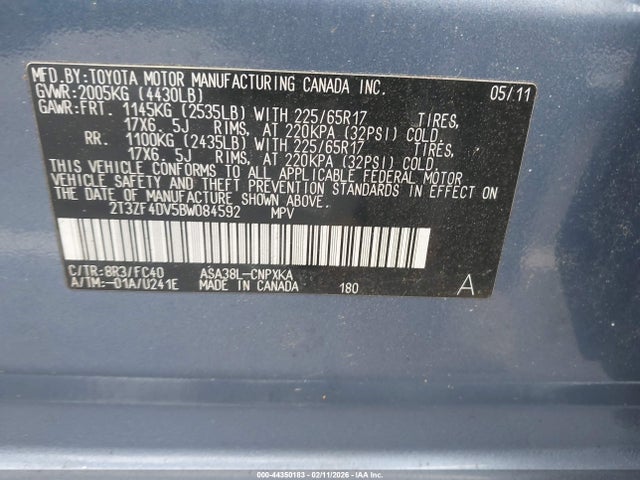 MFD.BY:TOYOTA MOTOR MANUFACTURING CANADA INC.
GVWR:2005KG (4430LB) 05/11
GAWR:FRT. 1145KG (2535LB) WITH 225/65R17 TIRES,
17X6. 5J RIMS, AT 220KPA (32PSI) COLD.
RR. 1100KG (2435LB) WITH 225/65R17 TIRES,
17X6. 5J RIMS, AT 220KPA (32PSI) COLD.
THIS VEHICLE CONFORMS TO ALL APPLICABLE FEDERAL MOTOR
VEHICLE SAFETY AND THEFT PREVENTION STANDARDS IN EFFECT ON
THE DATE OF MANUFACTURE SHOWN ABOVE.
2T3ZF4DV5BW084592 MPV
C/TR:8R3/FC40 ASA38L-CNPXKA
A/TM:-01A/U241E MADE IN CANADA 180 A
000-44350183 - 02/11/2026 - COPART.COM